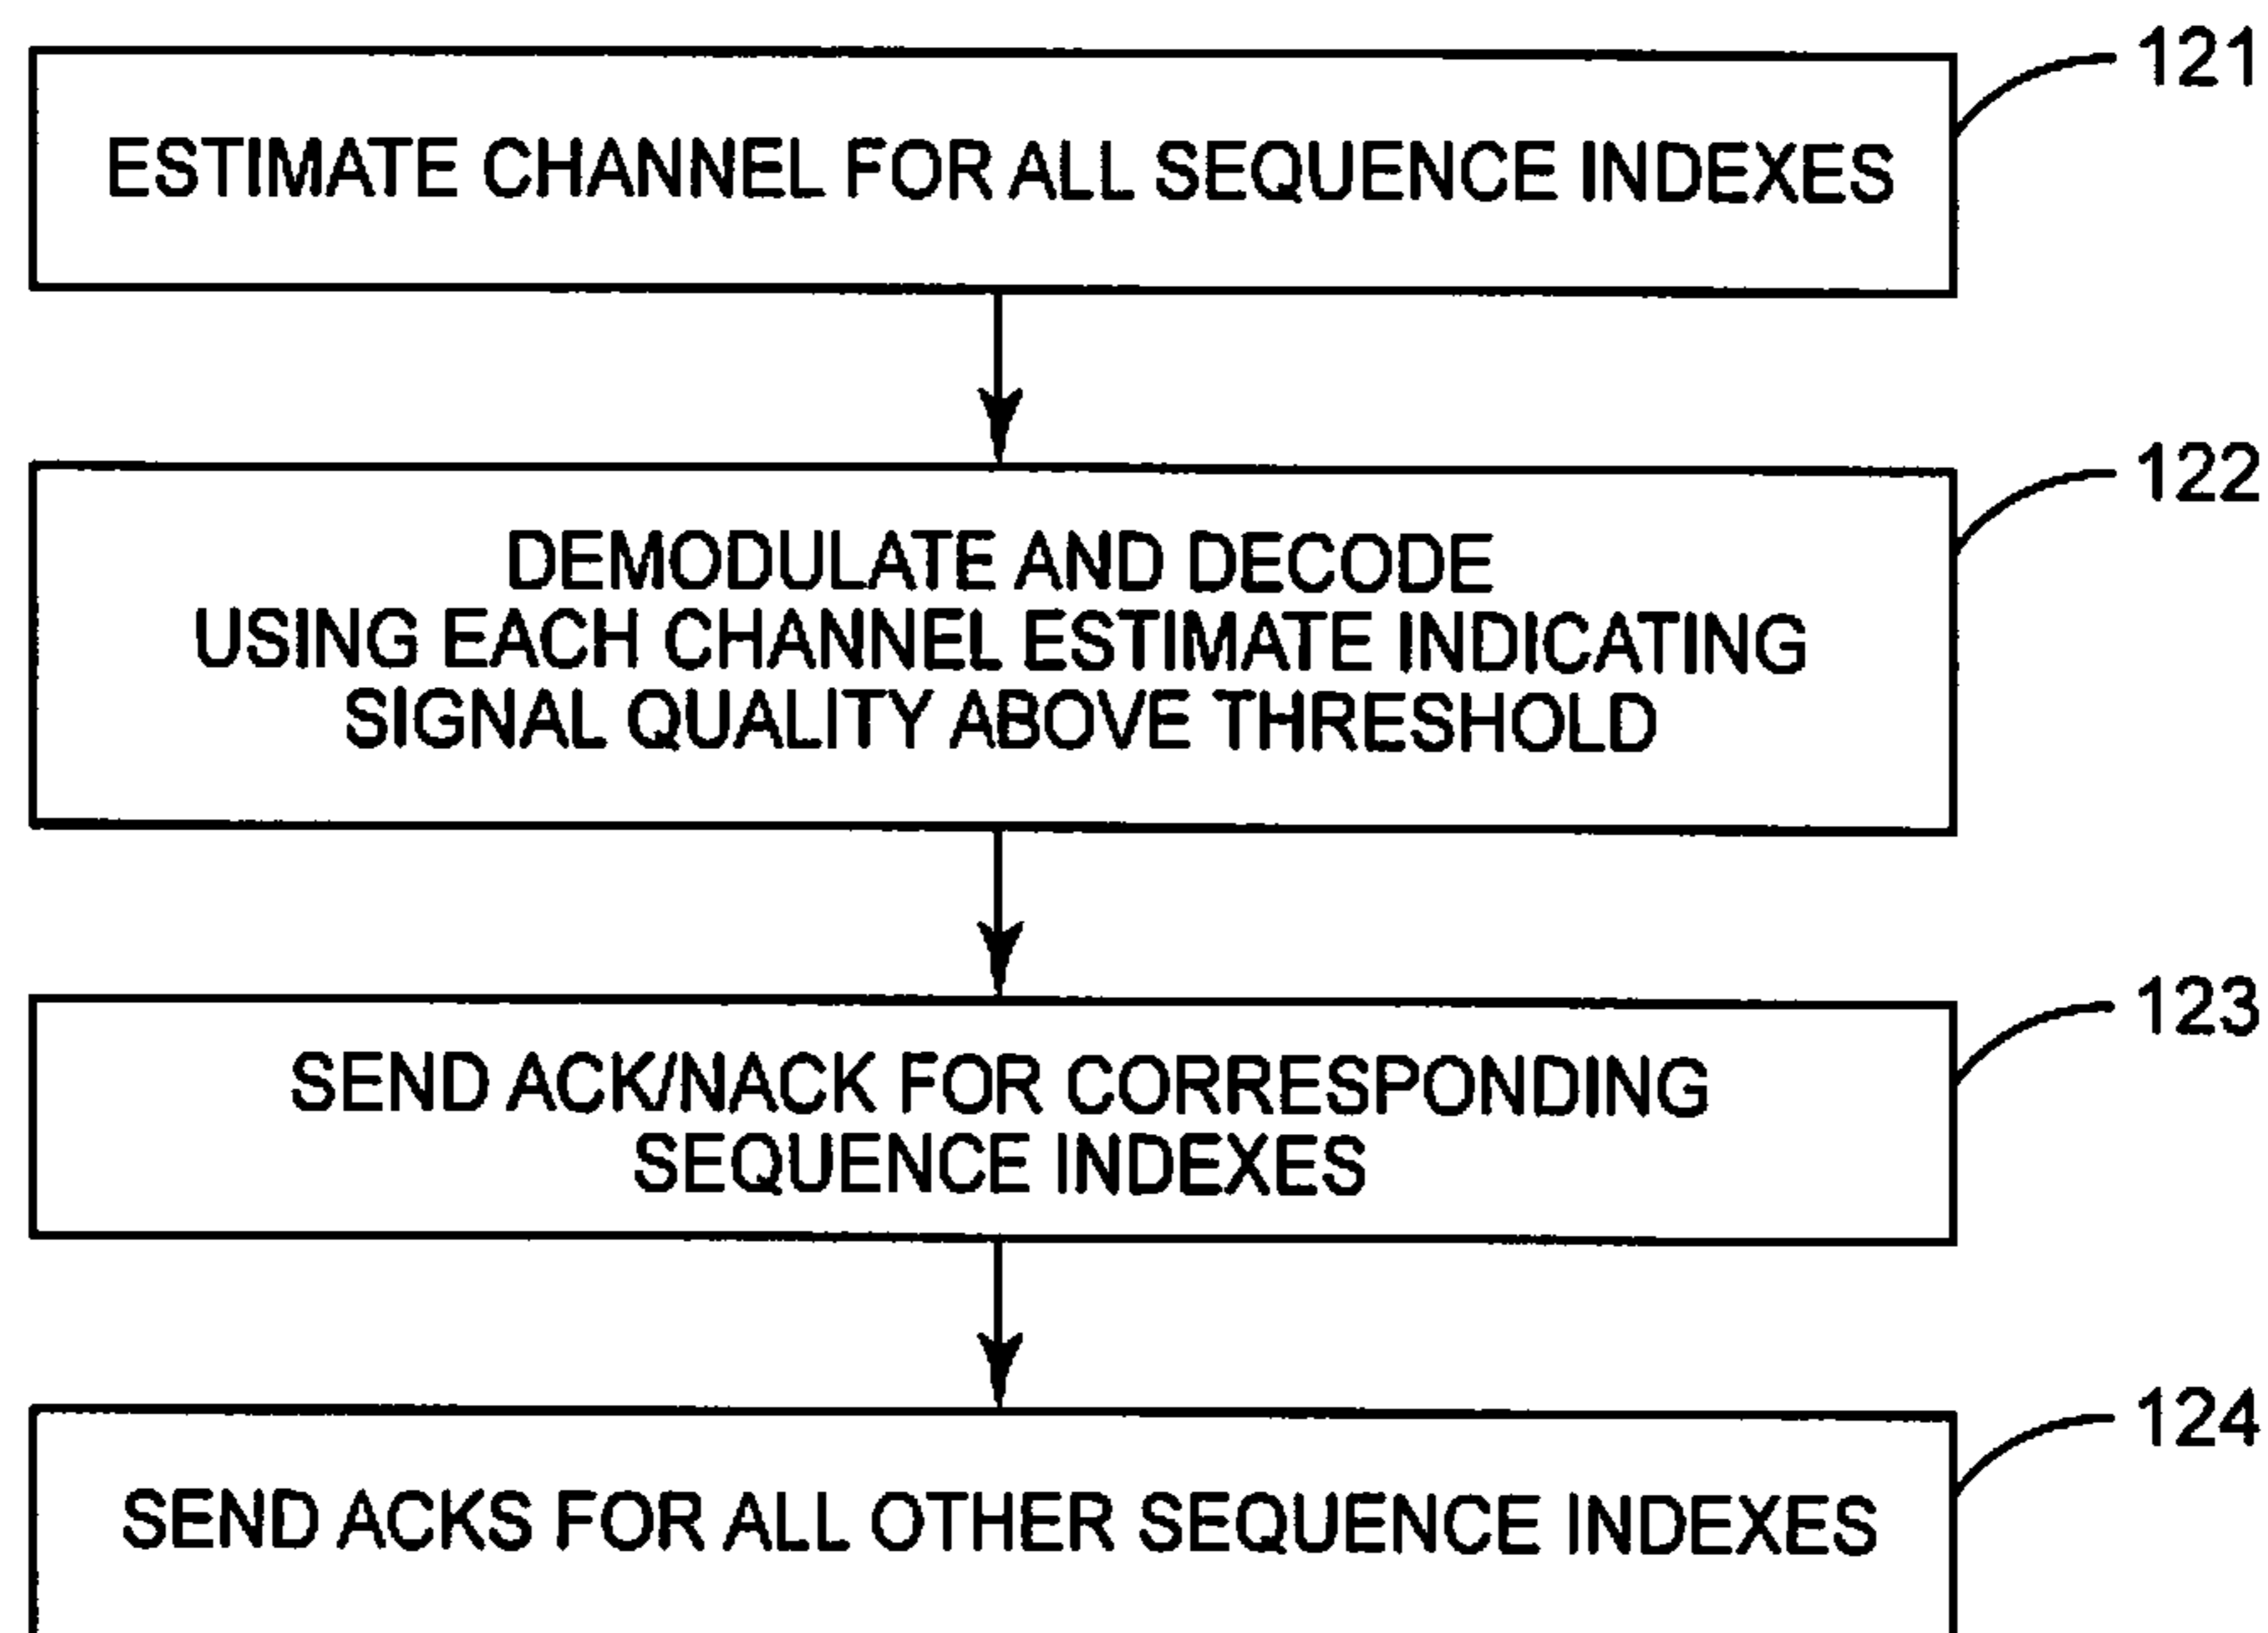 121
ESTIMATE CHANNEL FOR ALL SEQUENCE INDEXES
122
DEMODULATE AND DECODE
USING EACH CHANNEL ESTIMATE INDICATING
SIGNAL QUALITY ABOVE THRESHOLD
123
SEND ACK/NACK FOR CORRESPONDING
SEQUENCE INDEXES
124
SEND ACKS FOR ALL OTHER SEQUENCE INDEXES